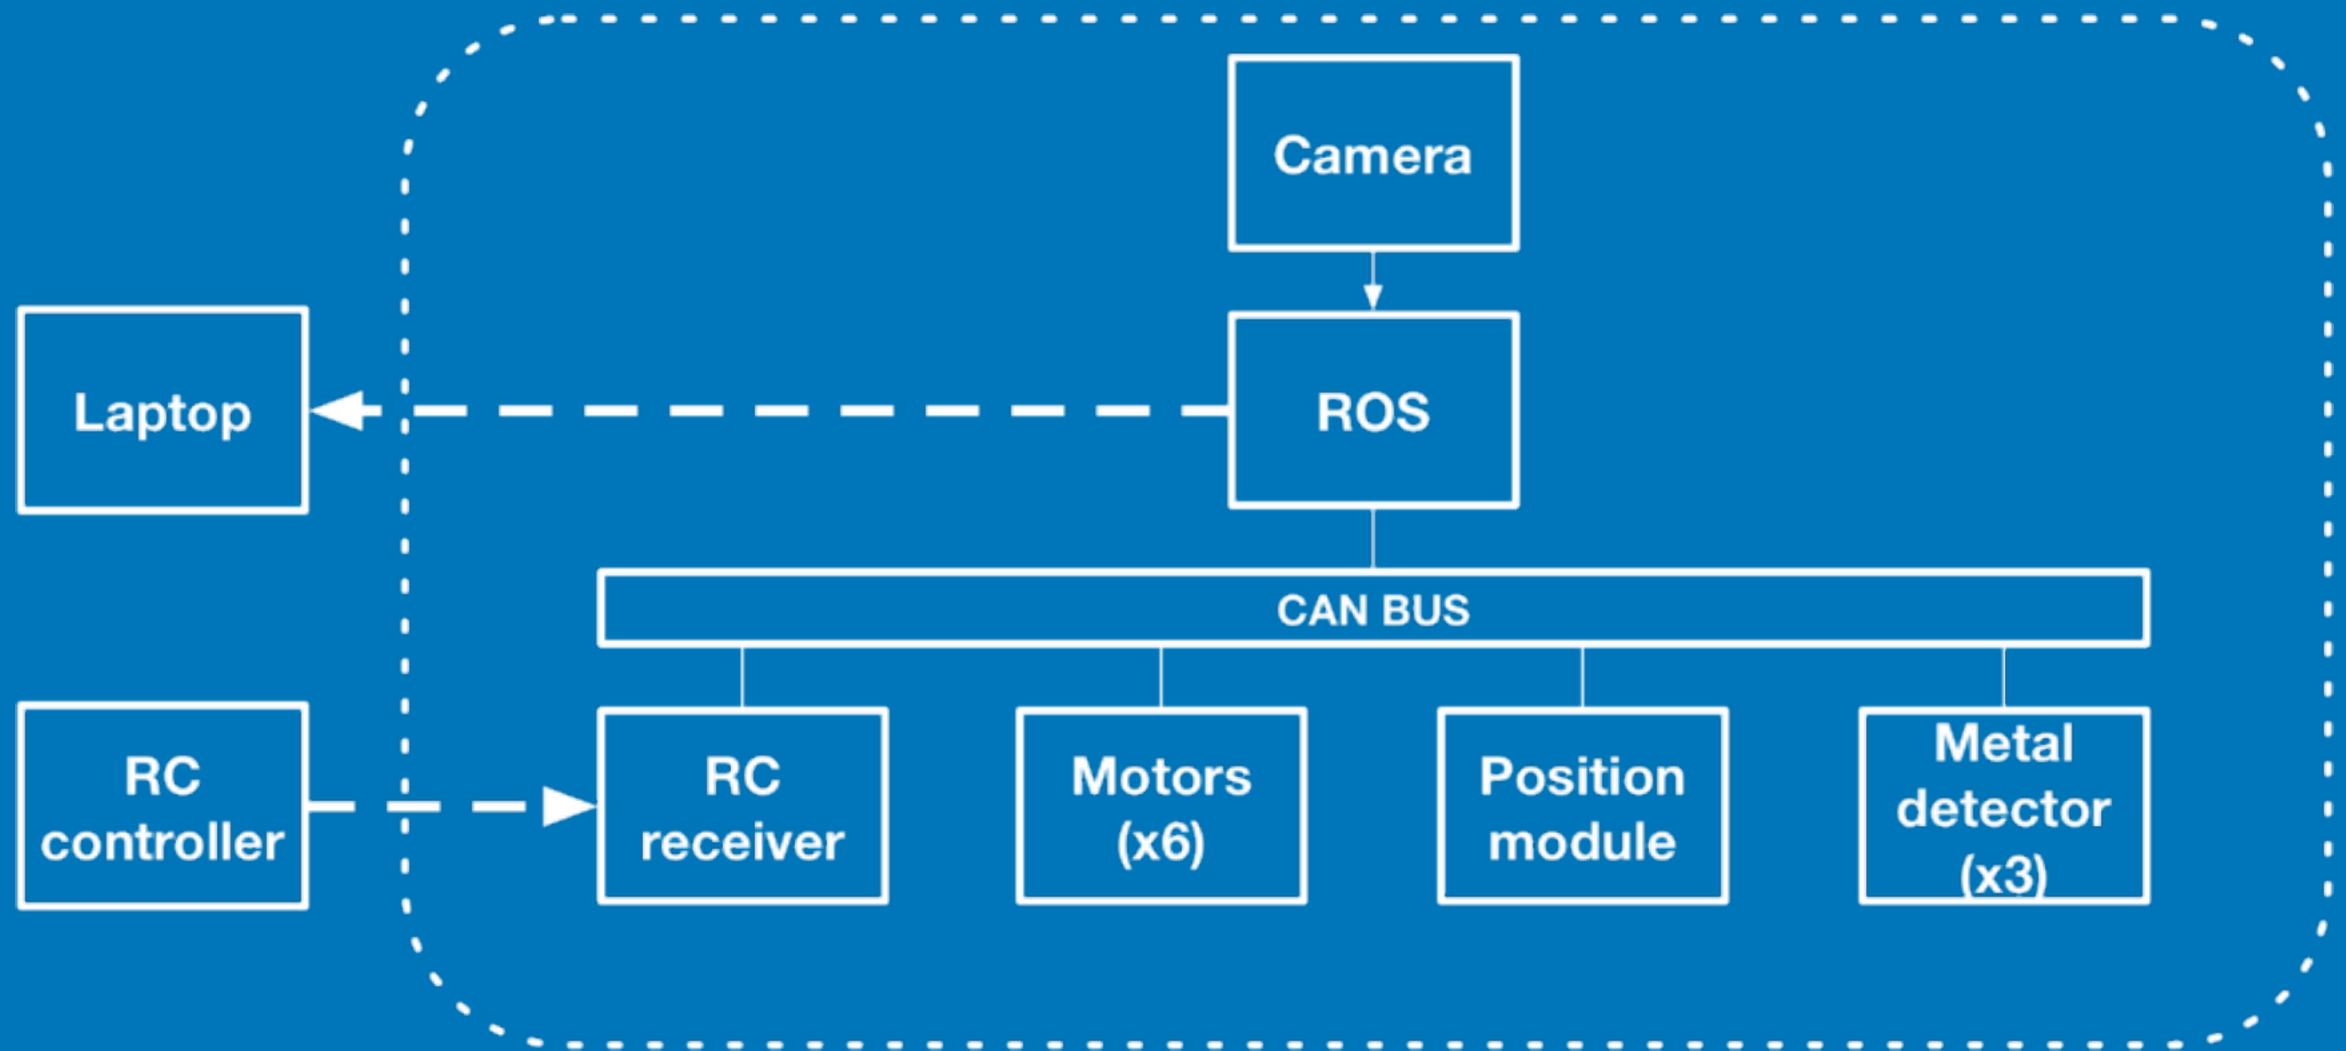 Camera
Laptop
ROS
CAN BUS
RC
controller
RC
receiver
Motors
(x6)
Position
module
Metal
detector
(x3)